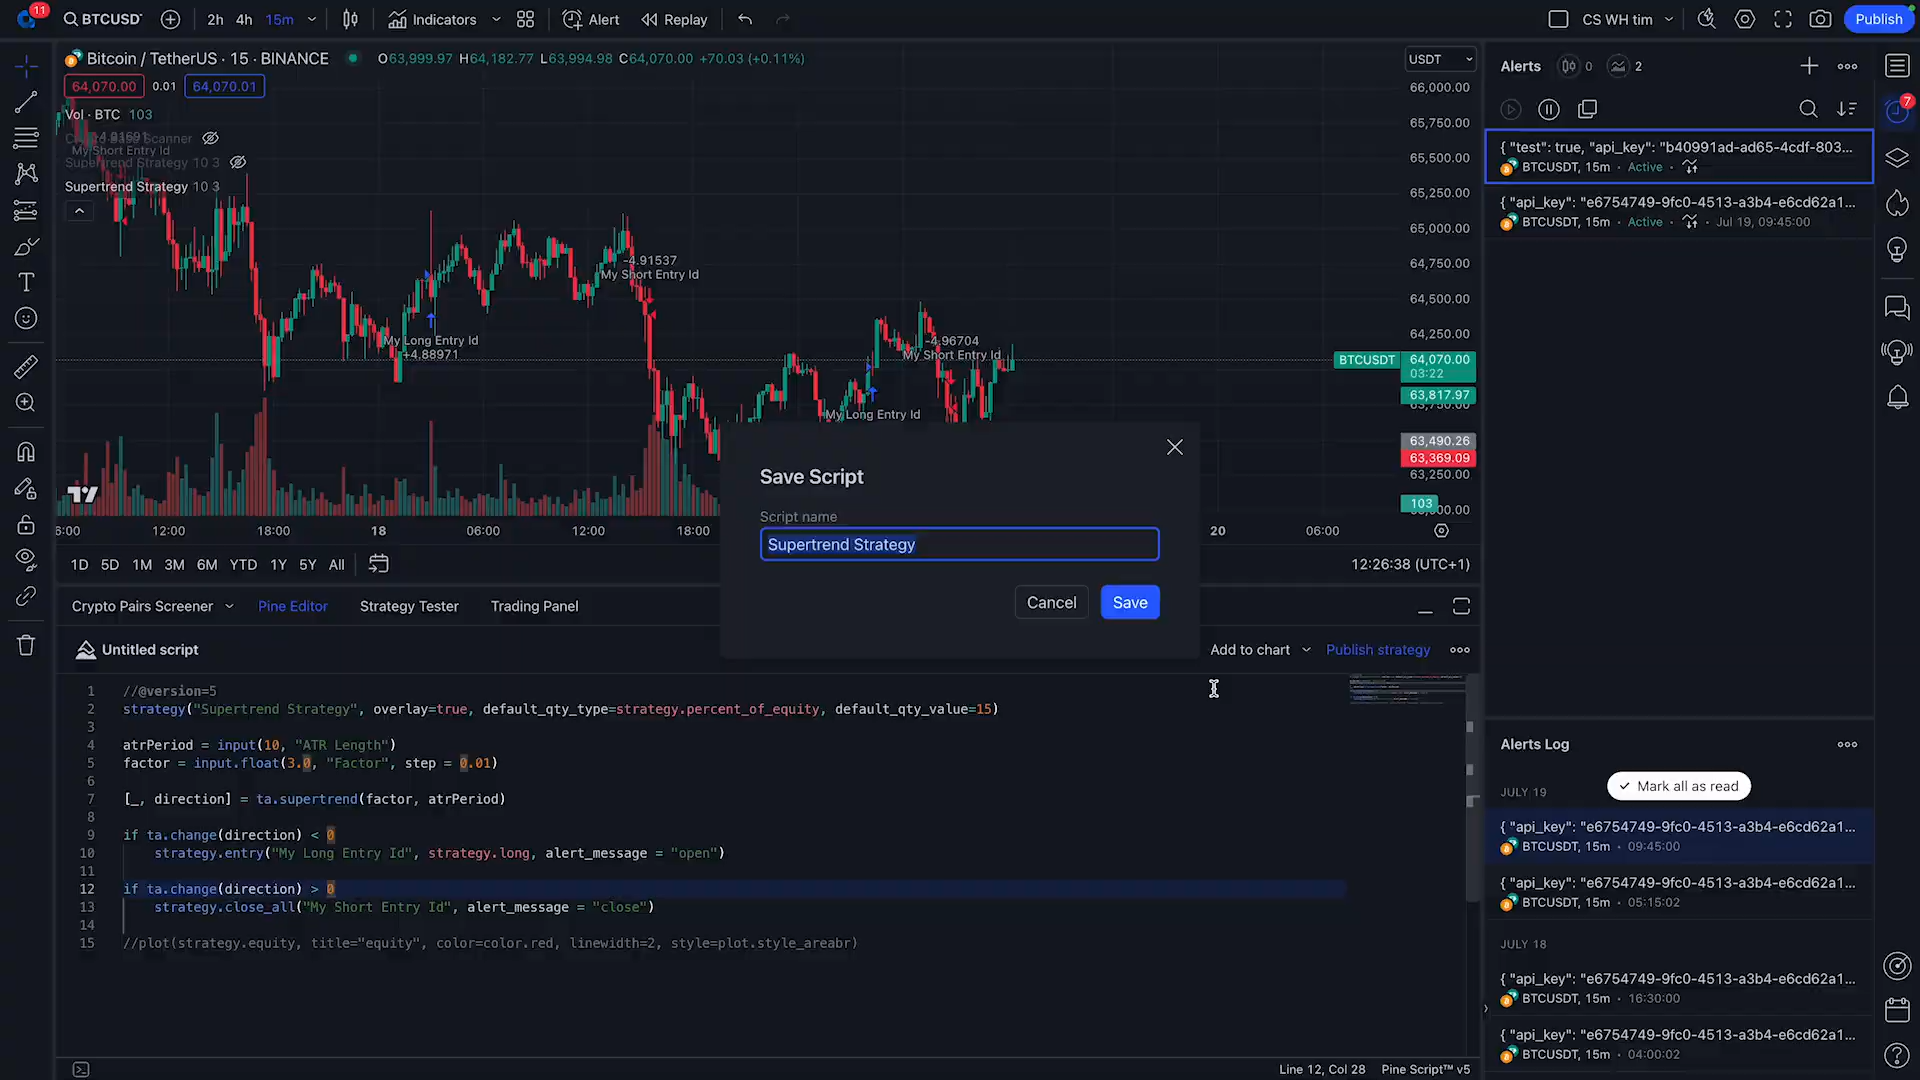 11
BTCUSDT
2h 4h 15m
Indicators
Alert
Replay
CS WH tim
Publish
Bitcoin / TetherUS · 15 · BINANCE
O63,999.97 H64,182.77 L63,994.98 C64,070.00 +70.03 (+0.11%)
USDT
64,070.00 0.01 64,070.01
Vol · BTC 103
Supertrend Strategy 10 3
Supertrend Strategy 10 3
My Short Entry Id
-4.91537
My Short Entry Id
My Long Entry Id
+4.88971
-4.96704
My Short Entry Id
My Long Entry Id
66,000.00
65,750.00
65,500.00
65,250.00
65,000.00
64,750.00
64,500.00
64,250.00
BTCUSDT 64,070.00
03:22
63,817.97
63,490.26
63,369.09
63,250.00
103
12:00 18:00 18 06:00 12:00 18:00 20 06:00
1D 5D 1M 3M 6M YTD 1Y 5Y All
12:26:38 (UTC+1)
Save Script
Script name
Supertrend Strategy
Cancel
Save
Crypto Pairs Screener
Pine Editor
Strategy Tester
Trading Panel
Untitled script
Add to chart
Publish strategy
1 //@version=5
2 strategy("Supertrend Strategy", overlay=true, default_qty_type=strategy.percent_of_equity, default_qty_value=15)
3
4 atrPeriod = input(10, "ATR Length")
5 factor = input.float(3.0, "Factor", step = 0.01)
6
7 [_, direction] = ta.supertrend(factor, atrPeriod)
8
9 if ta.change(direction) < 0
10 strategy.entry("My Long Entry Id", strategy.long, alert_message = "open")
11
12 if ta.change(direction) > 0
13 strategy.close_all("My Short Entry Id", alert_message = "close")
14
15 //plot(strategy.equity, title="equity", color=color.red, linewidth=2, style=plot.style_areabr)
Line 12, Col 28 Pine Script™ v5
Alerts 0 2
7
{ "test": true, "api_key": "b40991ad-ad65-4cdf-803...
BTCUSDT, 15m · Active ·
{ "api_key": "e6754749-9fc0-4513-a3b4-e6cd62a1...
BTCUSDT, 15m · Active · · Jul 19, 09:45:00
Alerts Log
JULY 19
Mark all as read
{ "api_key": "e6754749-9fc0-4513-a3b4-e6cd62a1...
BTCUSDT, 15m · 09:45:00
{ "api_key": "e6754749-9fc0-4513-a3b4-e6cd62a1...
BTCUSDT, 15m · 05:15:02
JULY 18
{ "api_key": "e6754749-9fc0-4513-a3b4-e6cd62a1...
BTCUSDT, 15m · 16:30:00
{ "api_key": "e6754749-9fc0-4513-a3b4-e6cd62a1...
BTCUSDT, 15m · 04:00:02